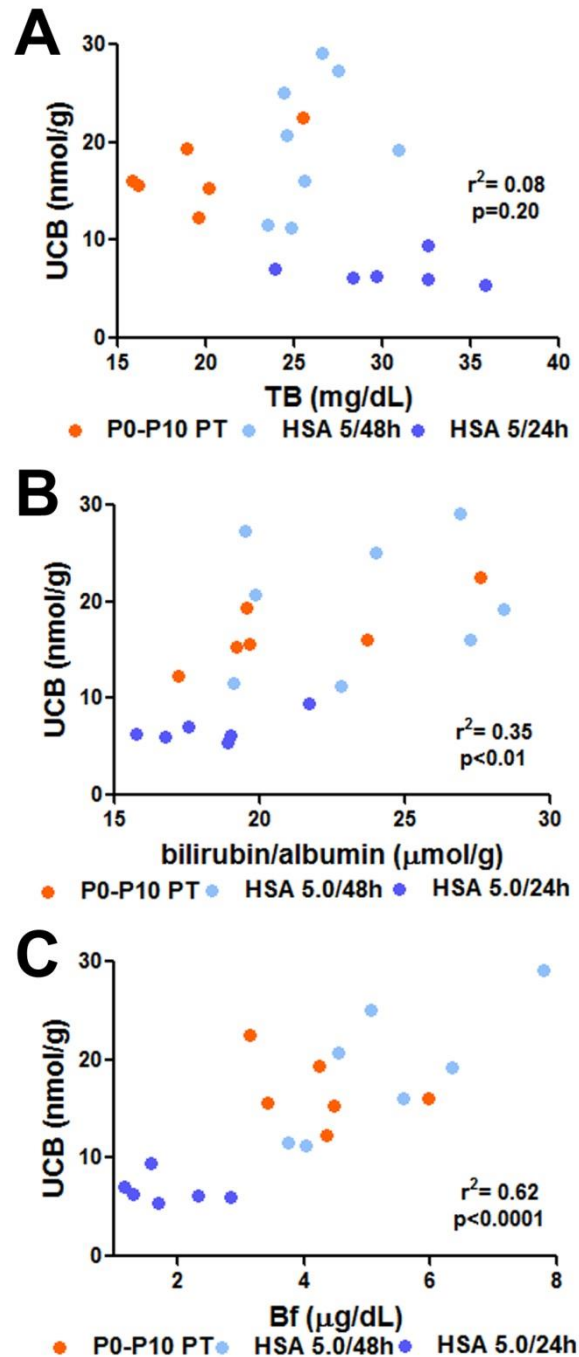 A
30
20
10
0
UCB (nmol/g)
r²= 0.08
p=0.20
15 20 25 30 35 40
TB (mg/dL)
P0-P10 PT HSA 5/48h HSA 5/24h
B
30
20
10
0
UCB (nmol/g)
r²= 0.35
p<0.01
15 20 25 30
bilirubin/albumin (μmol/g)
P0-P10 PT HSA 5.0/48h HSA 5.0/24h
C
30
20
10
0
UCB (nmol/g)
r²= 0.62
p<0.0001
2 4 6 8
Bf (μg/dL)
P0-P10 PT HSA 5.0/48h HSA 5.0/24h